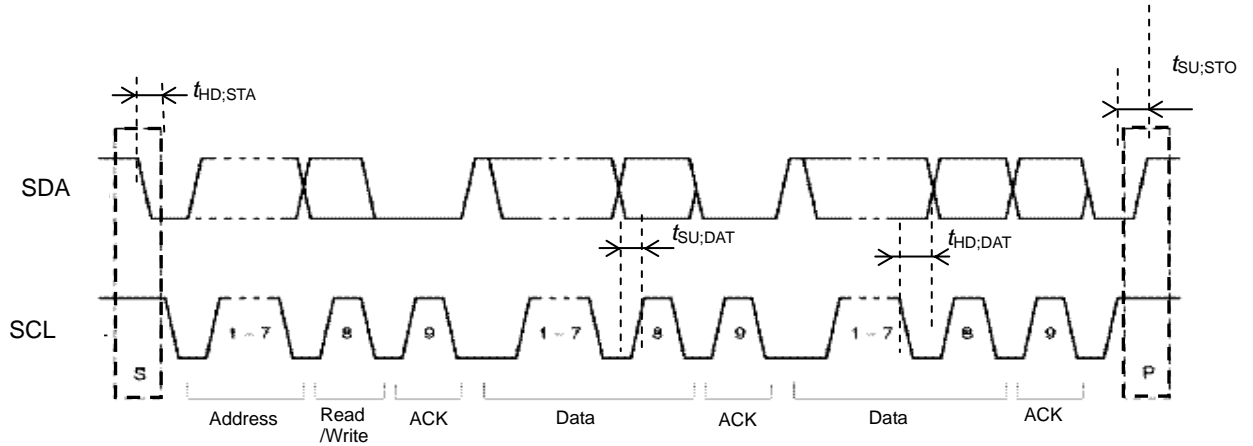 tHD;STA
tSU;STO
SDA
tSU;DAT
tHD;DAT
SCL
1 – 7 8 9 1 – 7 8 9 1 – 7 8 9
S P
Address Read /Write ACK Data ACK Data ACK